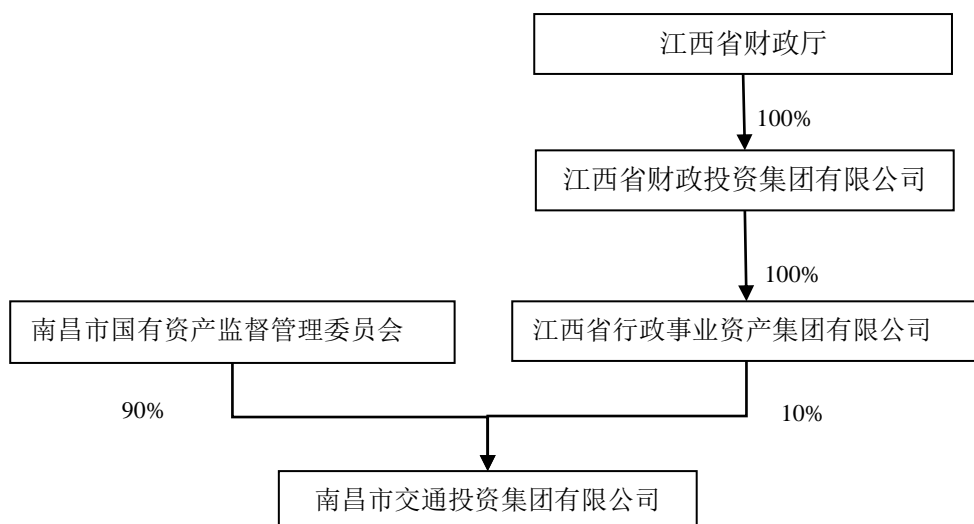 江西省财政厅
100%
江西省财政投资集团有限公司
100%
南昌市国有资产监督管理委员会
江西省行政事业资产集团有限公司
90%
10%
南昌市交通投资集团有限公司